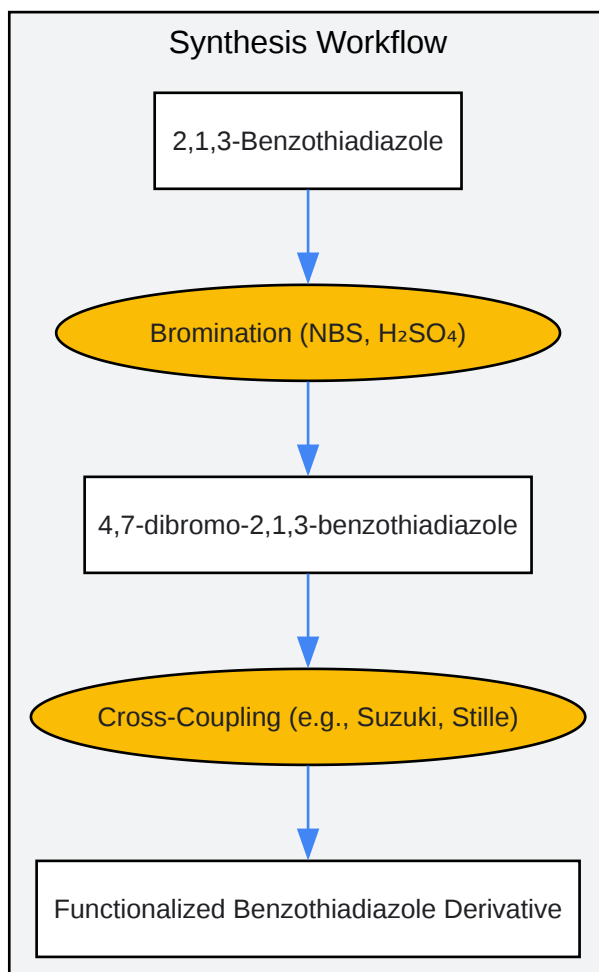 Synthesis Workflow
2,1,3-Benzothiadiazole
Bromination (NBS, H₂SO₄)
4,7-dibromo-2,1,3-benzothiadiazole
Cross-Coupling (e.g., Suzuki, Stille)
Functionalized Benzothiadiazole Derivative